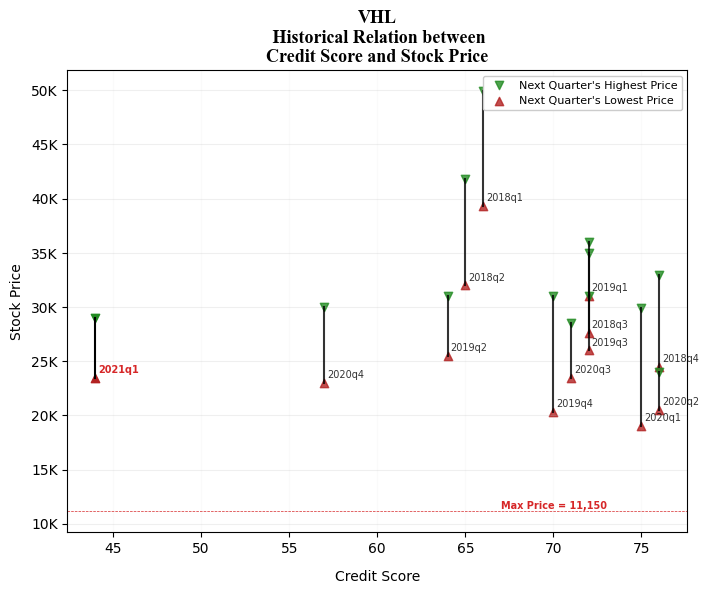 VHL
Historical Relation between
Credit Score and Stock Price
Next Quarter's Highest Price
Next Quarter's Lowest Price
50K
45K
40K
35K
30K
25K
20K
15K
10K
Stock Price
2018q1
2018q2
2019q1
2018q3
2019q3
2019q2
2018q4
2021q1
2020q4
2020q3
2019q4
2020q2
2020q1
Max Price = 11,150
45
50
55
60
65
70
75
Credit Score